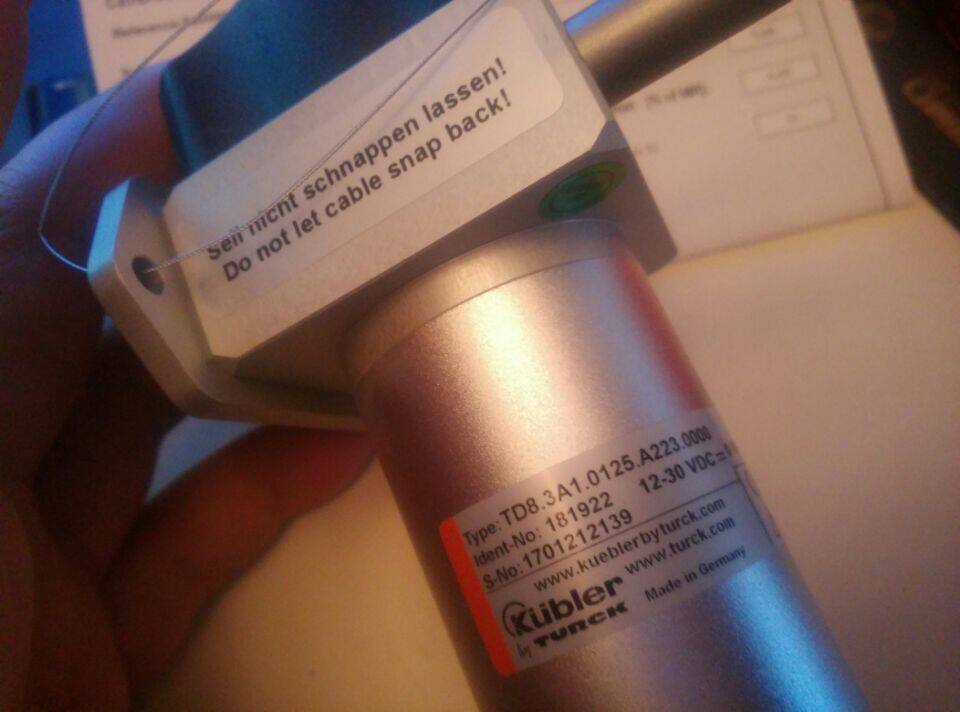 Seil nicht schnappen lassen!
Do not let cable snap back!
Type: TD8.3A1.0125.A223.0000
Ident-No: 181922 12-30 VDC
S-No: 1701212139
www.kueblerbyturck.com
www.turck.com
Kübler
by TURCK
Made in Germany